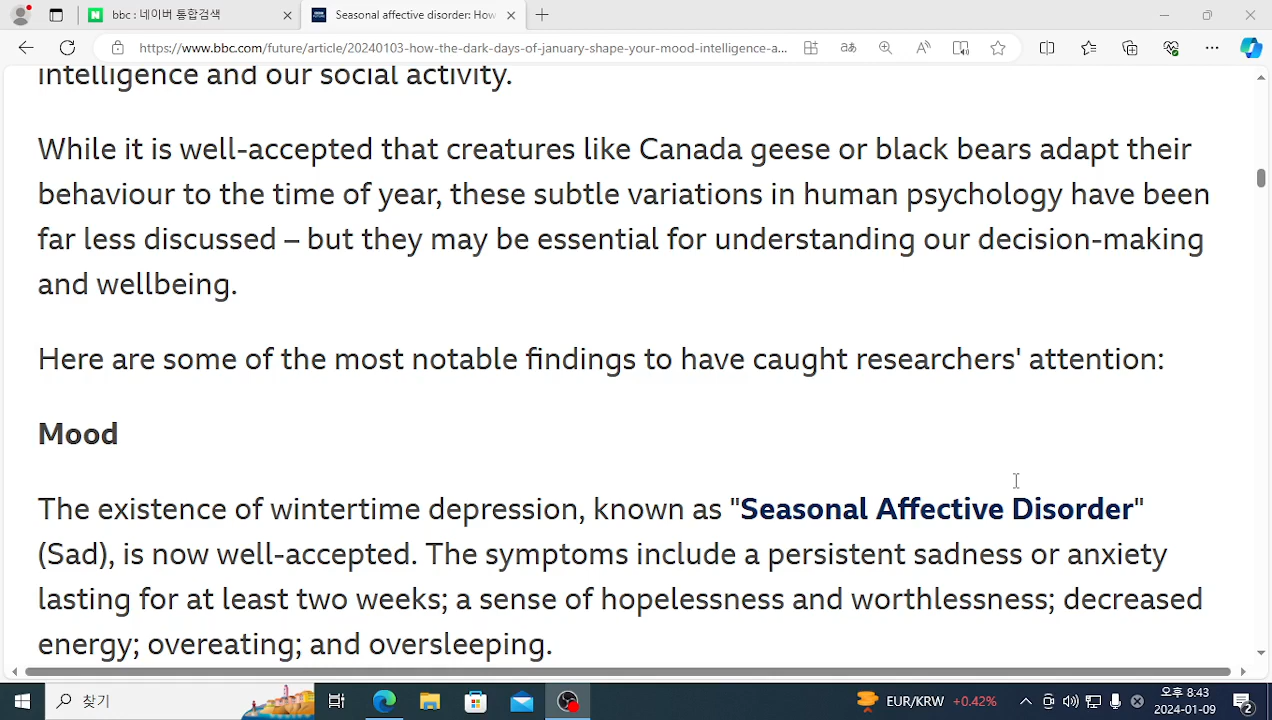 bbc : 네이버 통합검색
Seasonal affective disorder: How
https://www.bbc.com/future/article/20240103-how-the-dark-days-of-january-shape-your-mood-intelligence-a...
intelligence and our social activity.
While it is well-accepted that creatures like Canada geese or black bears adapt their
behaviour to the time of year, these subtle variations in human psychology have been
far less discussed – but they may be essential for understanding our decision-making
and wellbeing.
Here are some of the most notable findings to have caught researchers' attention:
Mood
The existence of wintertime depression, known as "Seasonal Affective Disorder"
(Sad), is now well-accepted. The symptoms include a persistent sadness or anxiety
lasting for at least two weeks; a sense of hopelessness and worthlessness; decreased
energy; overeating; and oversleeping.
찾기
EUR/KRW +0.42%
오후 8:43
2024-01-09
2